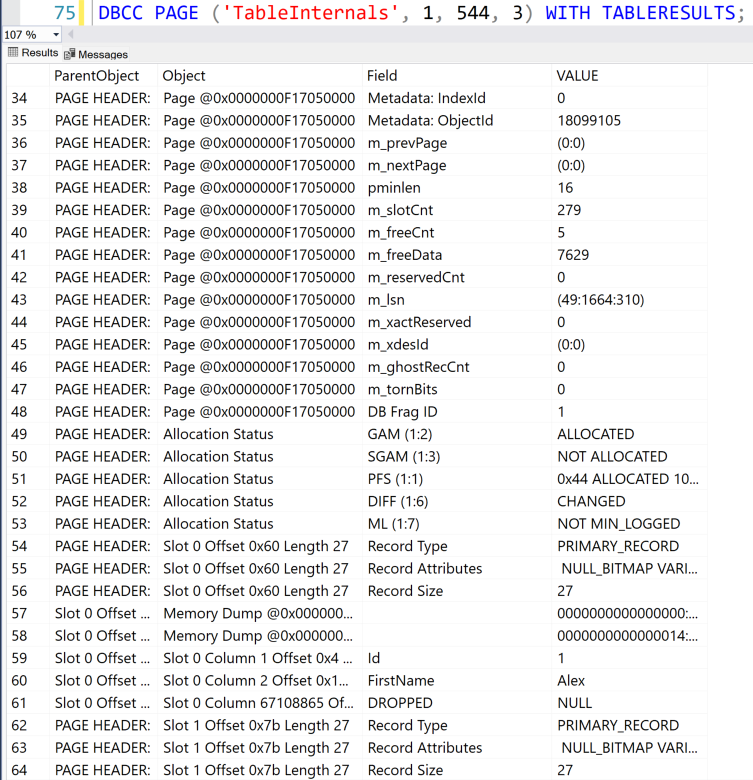 75 DBCC PAGE ('TableInternals', 1, 544, 3) WITH TABLERESULTS;
107 %
Results Messages
ParentObject Object Field VALUE
34 PAGE HEADER: Page @0x0000000F17050000 Metadata: IndexId 0
35 PAGE HEADER: Page @0x0000000F17050000 Metadata: ObjectId 18099105
36 PAGE HEADER: Page @0x0000000F17050000 m_prevPage (0:0)
37 PAGE HEADER: Page @0x0000000F17050000 m_nextPage (0:0)
38 PAGE HEADER: Page @0x0000000F17050000 pminlen 16
39 PAGE HEADER: Page @0x0000000F17050000 m_slotCnt 279
40 PAGE HEADER: Page @0x0000000F17050000 m_freeCnt 5
41 PAGE HEADER: Page @0x0000000F17050000 m_freeData 7629
42 PAGE HEADER: Page @0x0000000F17050000 m_reservedCnt 0
43 PAGE HEADER: Page @0x0000000F17050000 m_lsn (49:1664:310)
44 PAGE HEADER: Page @0x0000000F17050000 m_xactReserved 0
45 PAGE HEADER: Page @0x0000000F17050000 m_xdesId (0:0)
46 PAGE HEADER: Page @0x0000000F17050000 m_ghostRecCnt 0
47 PAGE HEADER: Page @0x0000000F17050000 m_tornBits 0
48 PAGE HEADER: Page @0x0000000F17050000 DB Frag ID 1
49 PAGE HEADER: Allocation Status GAM (1:2) ALLOCATED
50 PAGE HEADER: Allocation Status SGAM (1:3) NOT ALLOCATED
51 PAGE HEADER: Allocation Status PFS (1:1) 0x44 ALLOCATED 10...
52 PAGE HEADER: Allocation Status DIFF (1:6) CHANGED
53 PAGE HEADER: Allocation Status ML (1:7) NOT MIN_LOGGED
54 PAGE HEADER: Slot 0 Offset 0x60 Length 27 Record Type PRIMARY_RECORD
55 PAGE HEADER: Slot 0 Offset 0x60 Length 27 Record Attributes NULL_BITMAP VARI...
56 PAGE HEADER: Slot 0 Offset 0x60 Length 27 Record Size 27
57 Slot 0 Offset ... Memory Dump @0x000000... 0000000000000000:...
58 Slot 0 Offset ... Memory Dump @0x000000... 0000000000000014:...
59 Slot 0 Offset ... Slot 0 Column 1 Offset 0x4 ... Id 1
60 Slot 0 Offset ... Slot 0 Column 2 Offset 0x1... FirstName Alex
61 Slot 0 Offset ... Slot 0 Column 67108865 Of... DROPPED NULL
62 PAGE HEADER: Slot 1 Offset 0x7b Length 27 Record Type PRIMARY_RECORD
63 PAGE HEADER: Slot 1 Offset 0x7b Length 27 Record Attributes NULL_BITMAP VARI...
64 PAGE HEADER: Slot 1 Offset 0x7b Length 27 Record Size 27